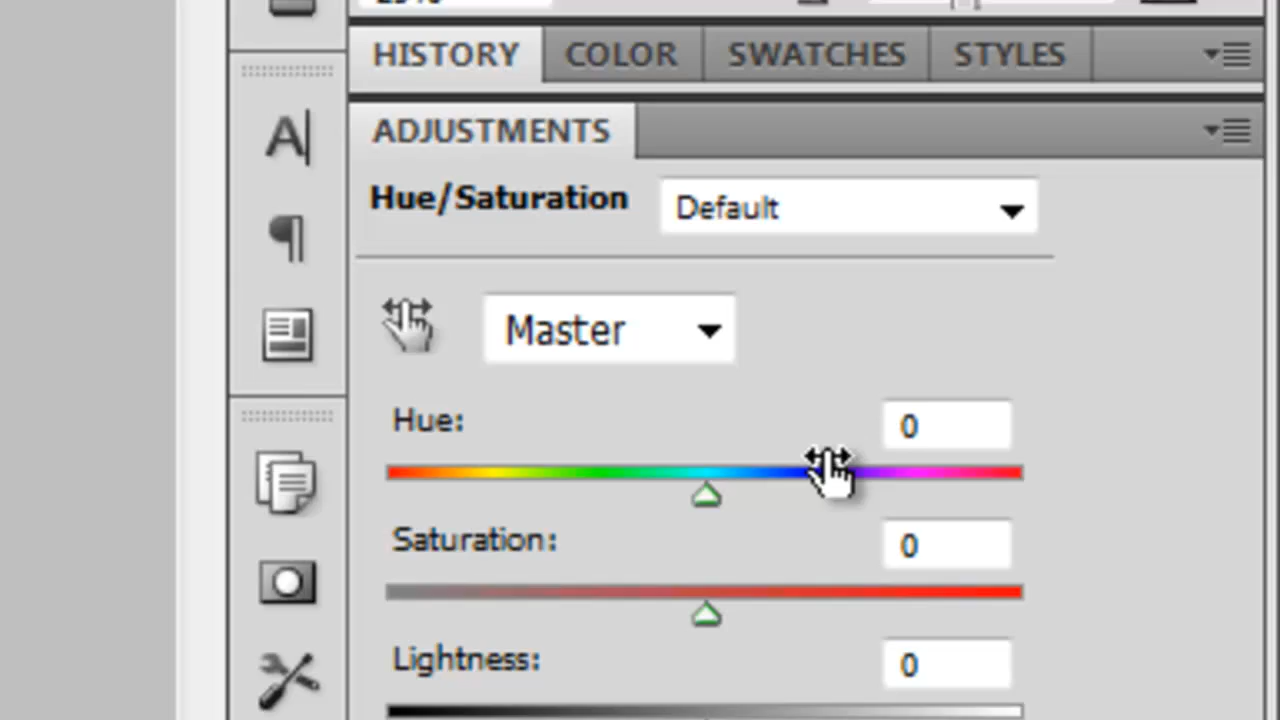 HISTORY COLOR SWATCHES STYLES
ADJUSTMENTS
Hue/Saturation Default
Master
Hue: 0
Saturation: 0
Lightness: 0